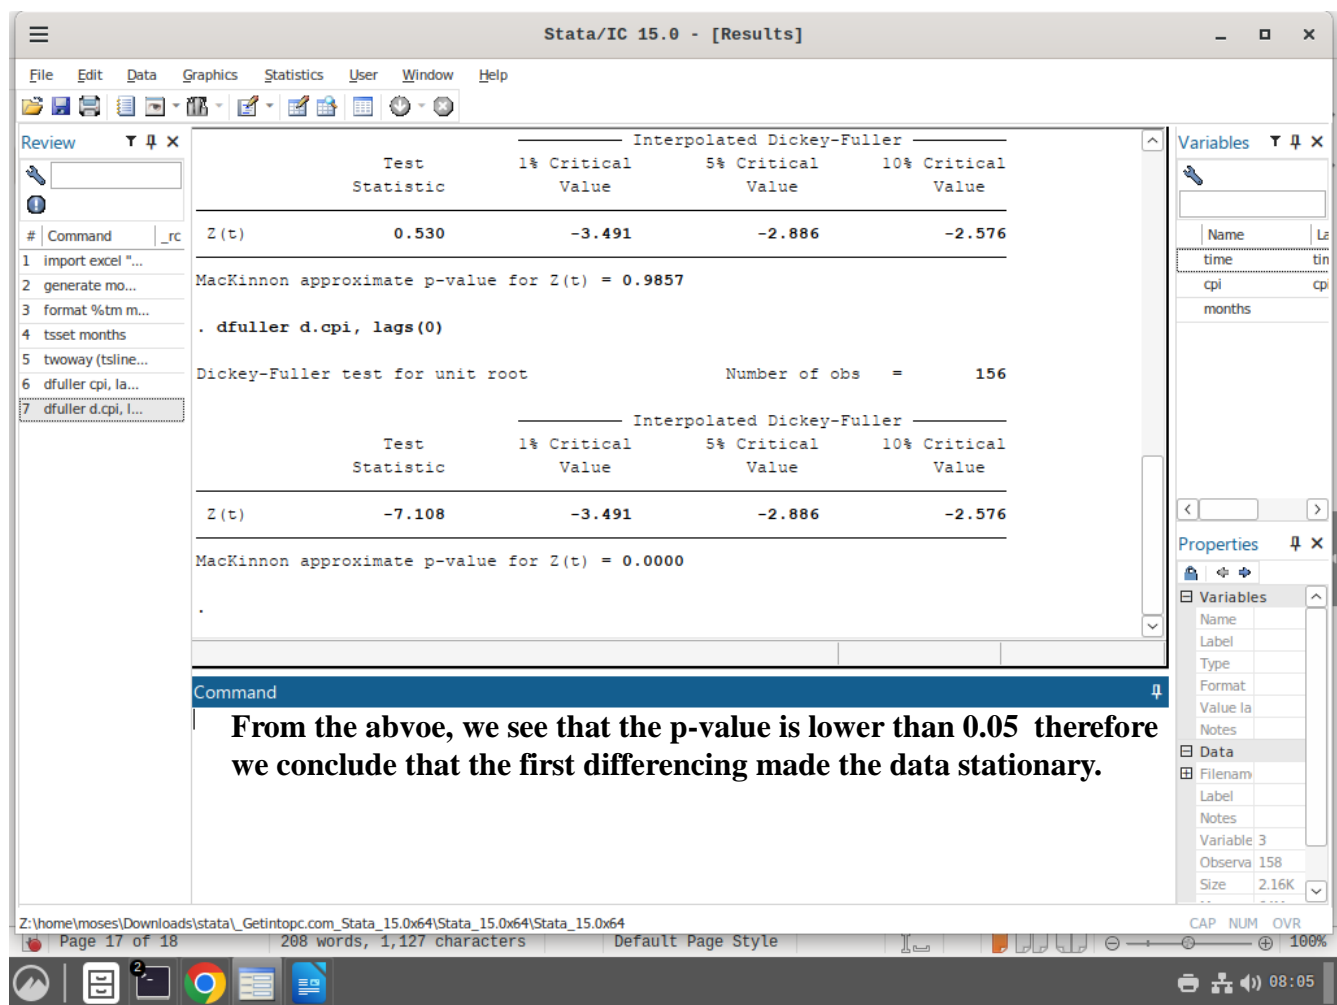 Stata/IC 15.0 - [Results]
File Edit Data Graphics Statistics User Window Help
Review
# Command _rc
1 import excel "...
2 generate mo...
3 format %tm m...
4 tsset months
5 twoway (tsline...
6 dfuller cpi, la...
7 dfuller d.cpi, l...
Interpolated Dickey-Fuller
Test 1% Critical 5% Critical 10% Critical
Statistic Value Value Value
Z(t) 0.530 -3.491 -2.886 -2.576
MacKinnon approximate p-value for Z(t) = 0.9857
. dfuller d.cpi, lags(0)
Dickey-Fuller test for unit root Number of obs = 156
Interpolated Dickey-Fuller
Test 1% Critical 5% Critical 10% Critical
Statistic Value Value Value
Z(t) -7.108 -3.491 -2.886 -2.576
MacKinnon approximate p-value for Z(t) = 0.0000
.
Command
From the abvoe, we see that the p-value is lower than 0.05 therefore
we conclude that the first differencing made the data stationary.
Variables
Name La
time tin
cpi cpi
months
Properties
Variables
Name
Label
Type
Format
Value la
Notes
Data
Filenam
Label
Notes
Variable 3
Observa 158
Size 2.16K
Z:\home\moses\Downloads\stata\_Getintopc.com_Stata_15.0x64\Stata_15.0x64\Stata_15.0x64
CAP NUM OVR
Page 17 of 18 208 words, 1,127 characters Default Page Style 100%
2
08:05